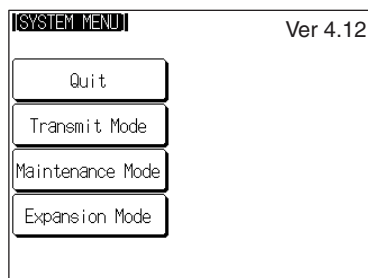 [SYSTEM MENU]
Ver 4.12
Quit
Transmit Mode
Maintenance Mode
Expansion Mode